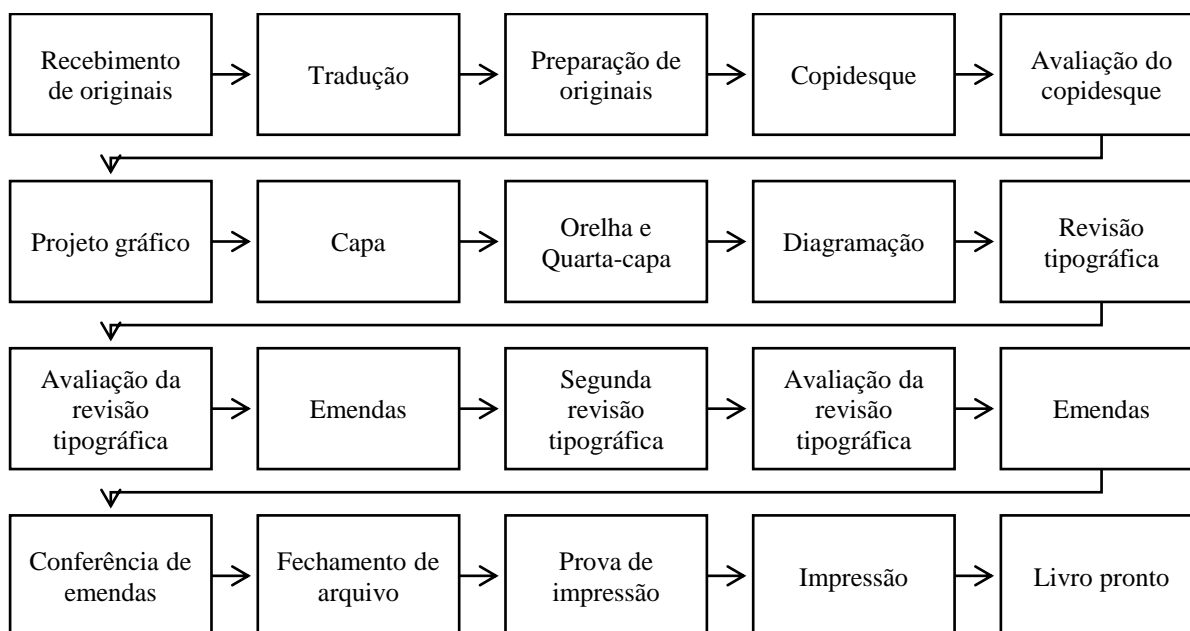 Recebimento
de originais
Tradução
Preparação de
originais
Copidesque
Avaliação do
copidesque
Projeto gráfico
Capa
Orelha e
Quarta-capa
Diagramação
Revisão
tipográfica
Avaliação da
revisão
tipográfica
Emendas
Segunda
revisão
tipográfica
Avaliação da
revisão
tipográfica
Emendas
Conferência de
emendas
Fechamento de
arquivo
Prova de
impressão
Impressão
Livro pronto